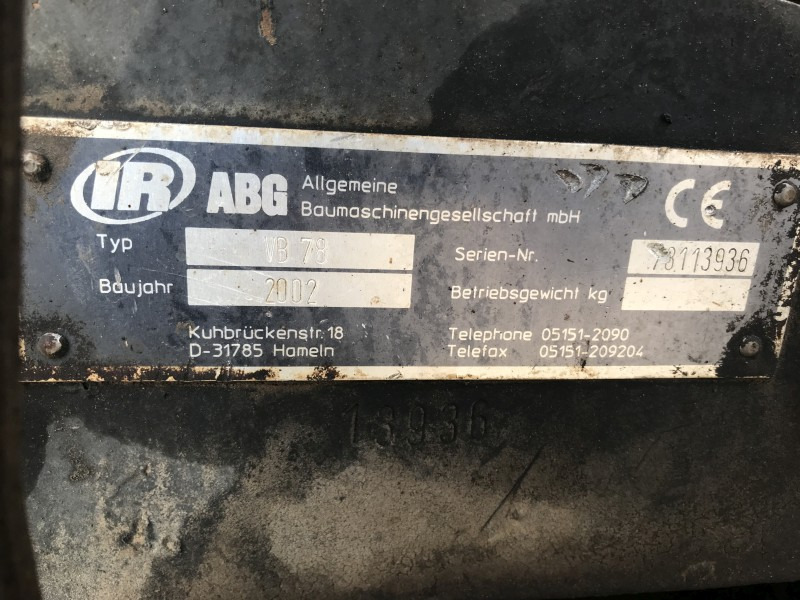 IR ABG Allgemeine
Baumaschinengesellschaft mbH
CE
Typ VB 78 Serien-Nr. 78113936
Baujahr 2002 Betriebsgewicht kg
Kuhbrückenstr. 18 Telephone 05151-2090
D-31785 Hameln Telefax 05151-209204
13936